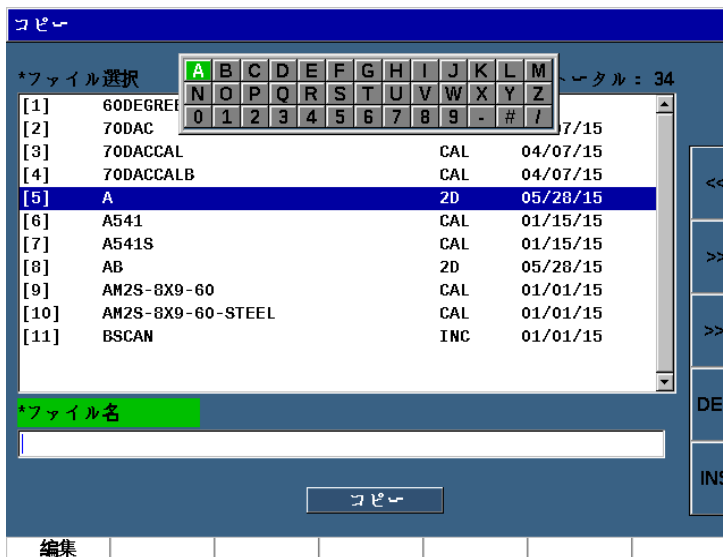 コピー
*ファイル選択
トータル: 34
A B C D E F G H I J K L M
N O P Q R S T U V W X Y Z
0 1 2 3 4 5 6 7 8 9 - # /
[1] 60DEGREE
[2] 70DAC 7/15
[3] 70DACCAL CAL 04/07/15
[4] 70DACCALB CAL 04/07/15
[5] A 2D 05/28/15
[6] A541 CAL 01/15/15
[7] A541S CAL 01/15/15
[8] AB 2D 05/28/15
[9] AM2S-8X9-60 CAL 01/01/15
[10] AM2S-8X9-60-STEEL CAL 01/01/15
[11] BSCAN INC 01/01/15
<<
>>
>>
DE
INS
*ファイル名
コピー
編集